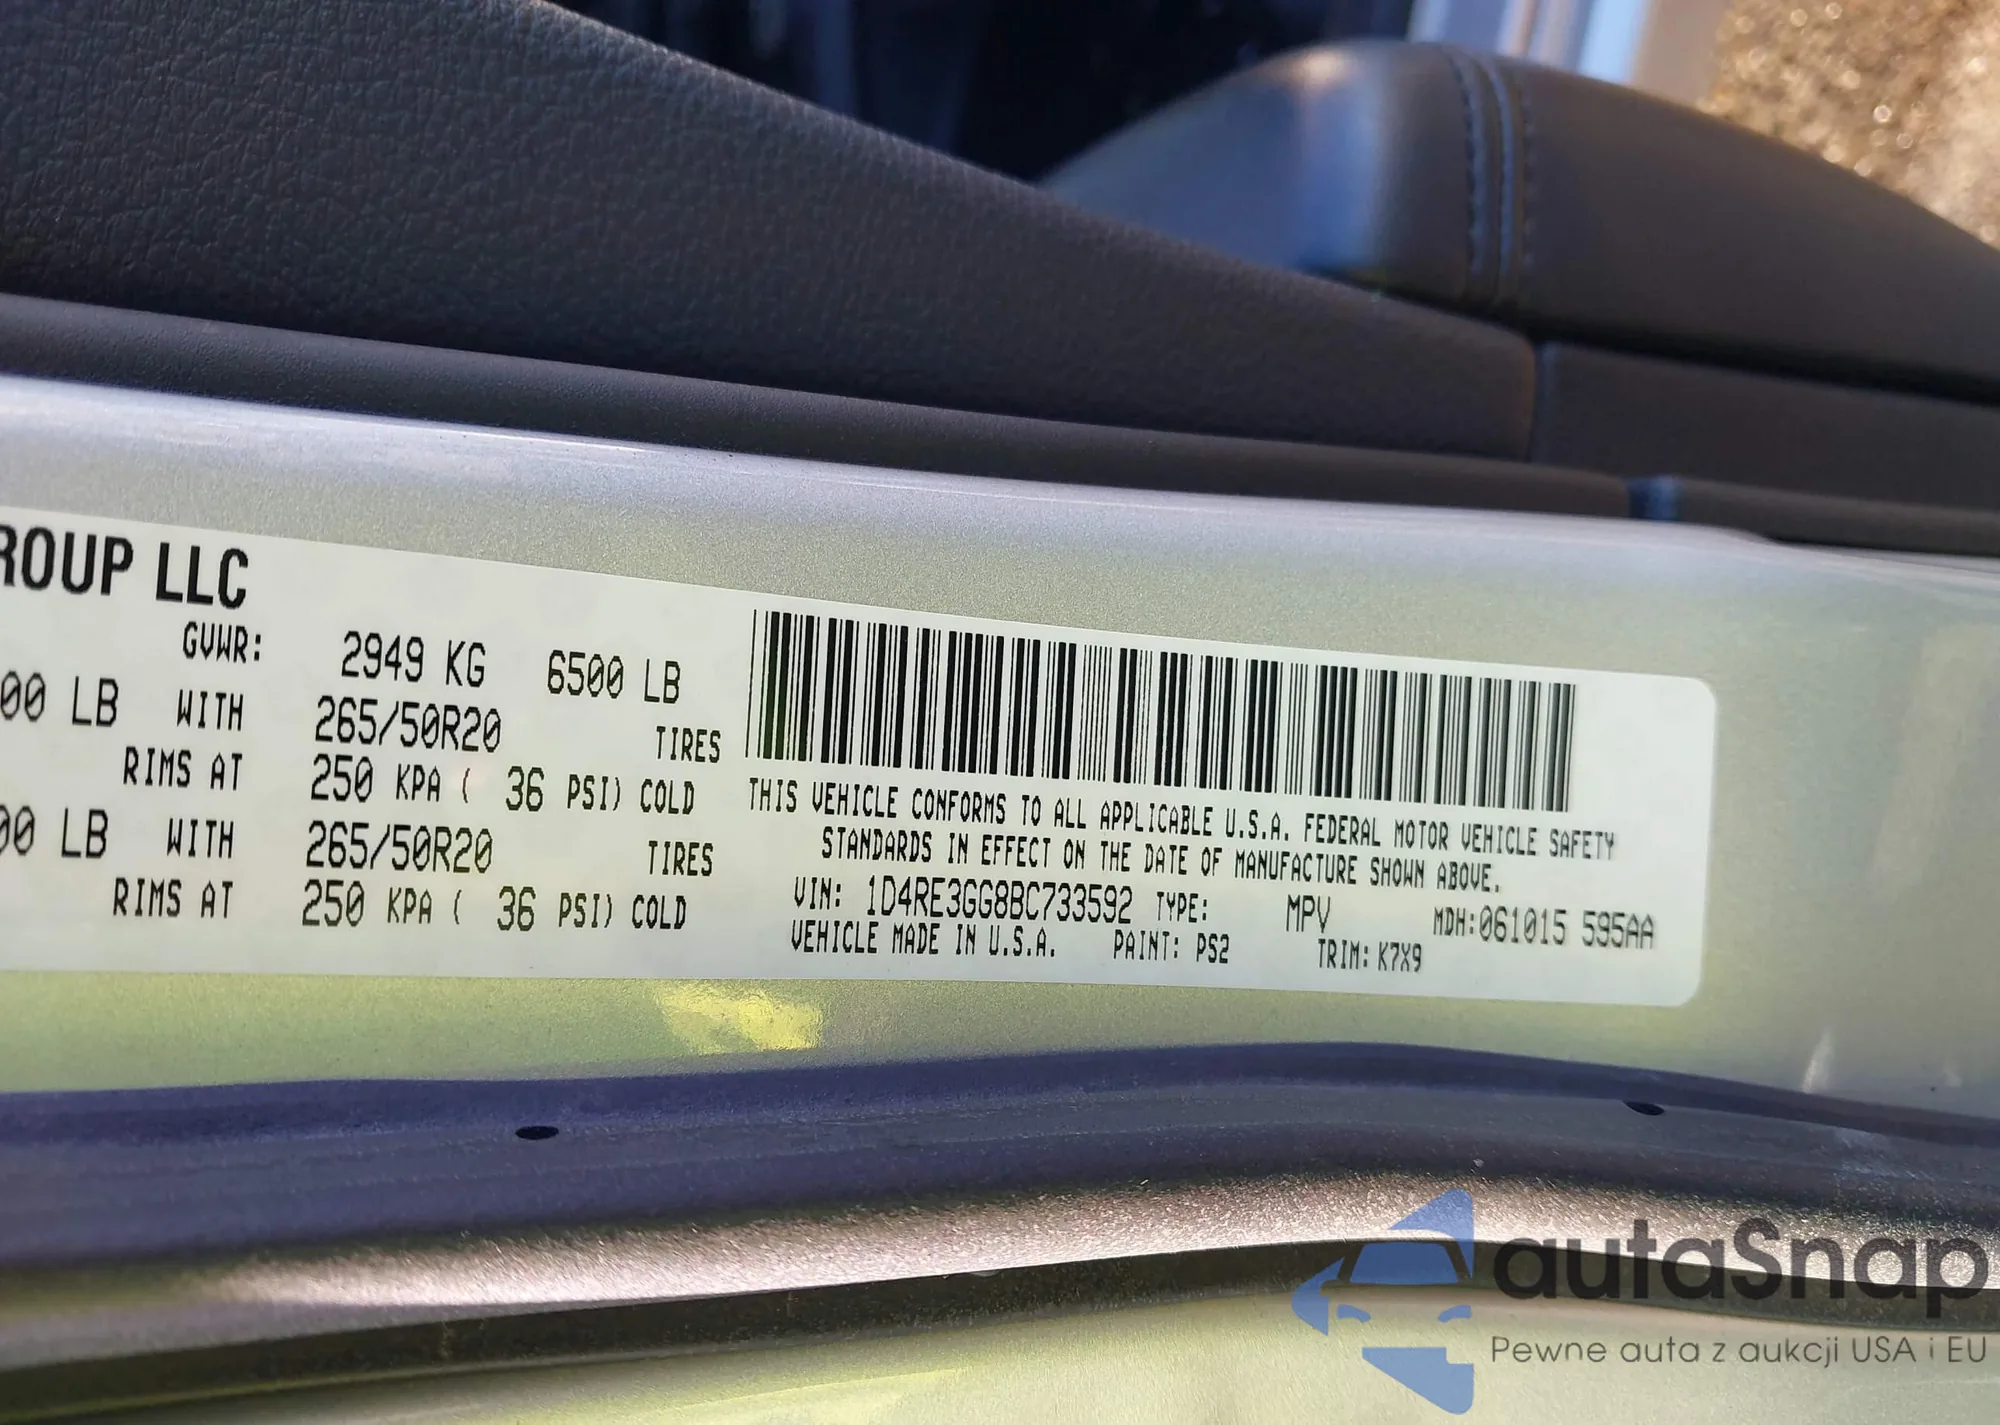 ROUP LLC
GVWR: 2949 KG 6500 LB
00 LB WITH 265/50R20 TIRES
RIMS AT 250 KPA ( 36 PSI) COLD
00 LB WITH 265/50R20 TIRES
RIMS AT 250 KPA ( 36 PSI) COLD
THIS VEHICLE CONFORMS TO ALL APPLICABLE U.S.A. FEDERAL MOTOR VEHICLE SAFETY
STANDARDS IN EFFECT ON THE DATE OF MANUFACTURE SHOWN ABOVE.
VIN: 1D4RE3GG8BC733592 TYPE: MPV MDH:061015 595AA
VEHICLE MADE IN U.S.A. PAINT: PS2 TRIM: K7X9
autaSnap
Pewne auta z aukcji USA i EU